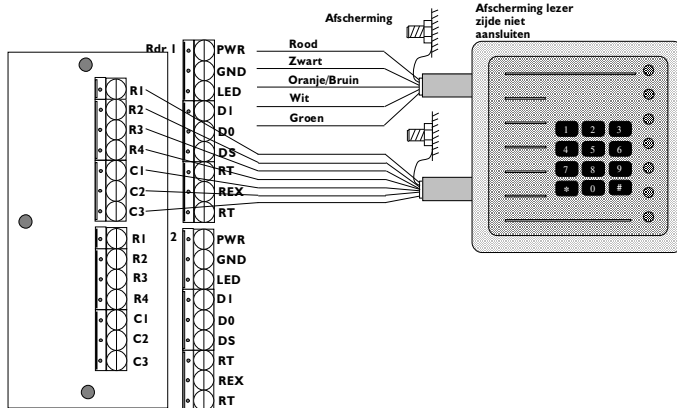 Afscherming
Afscherming lezer
zijde niet
aansluiten
Rdr 1
PWR
GND
LED
D1
D0
DS
RT
REX
RT
Rood
Zwart
Oranje/Bruin
Wit
Groen
R1
R2
R3
R4
C1
C2
C3
1 2 3
4 5 6
7 8 9
* 0 #
2
PWR
GND
LED
D1
D0
DS
RT
REX
RT
R1
R2
R3
R4
C1
C2
C3